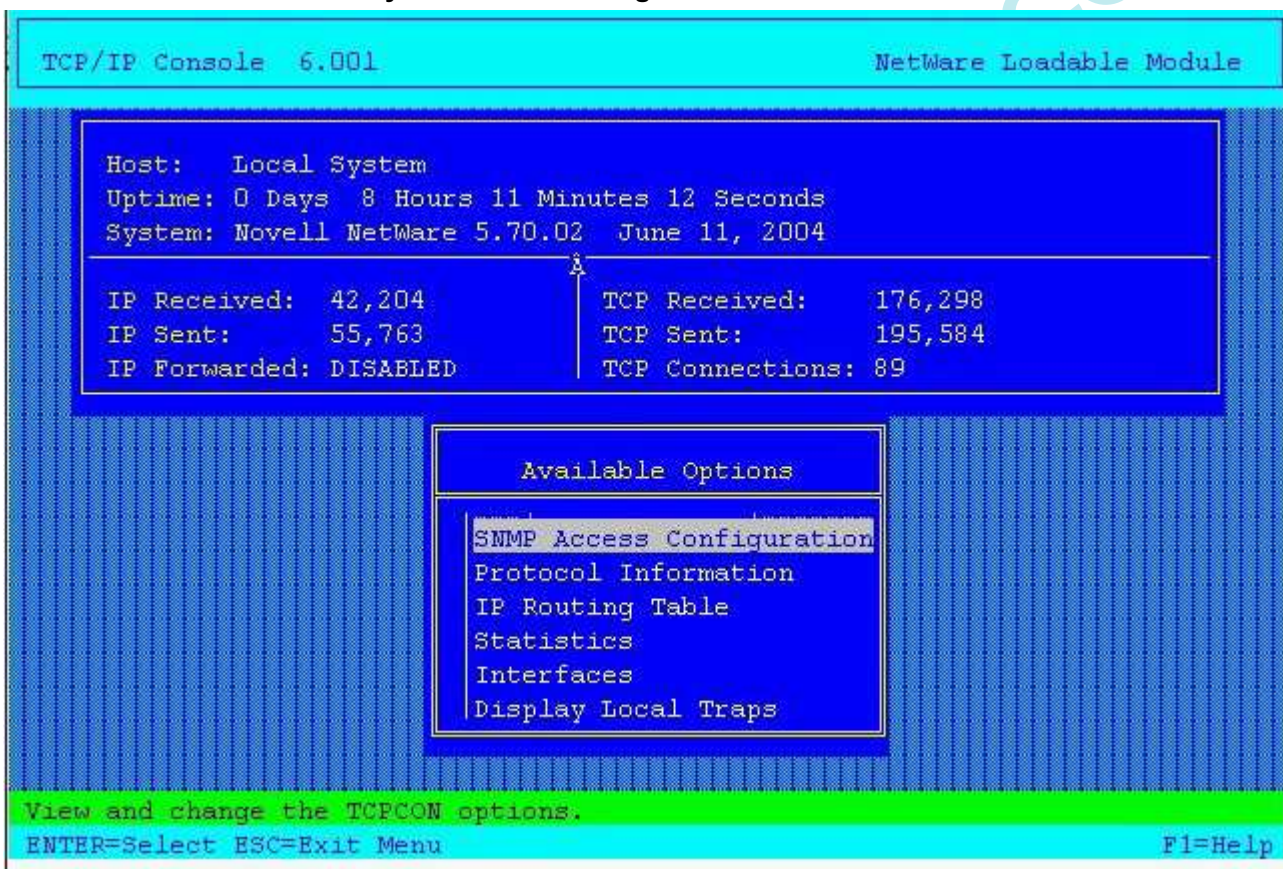 TCP/IP Console 6.001 NetWare Loadable Module
Host: Local System
Uptime: 0 Days 8 Hours 11 Minutes 12 Seconds
System: Novell NetWare 5.70.02 June 11, 2004
IP Received: 42,204 TCP Received: 176,298
IP Sent: 55,763 TCP Sent: 195,584
IP Forwarded: DISABLED TCP Connections: 89
Available Options
SNMP Access Configuration
Protocol Information
IP Routing Table
Statistics
Interfaces
Display Local Traps
View and change the TCPCON options.
ENTER=Select ESC=Exit Menu F1=Help